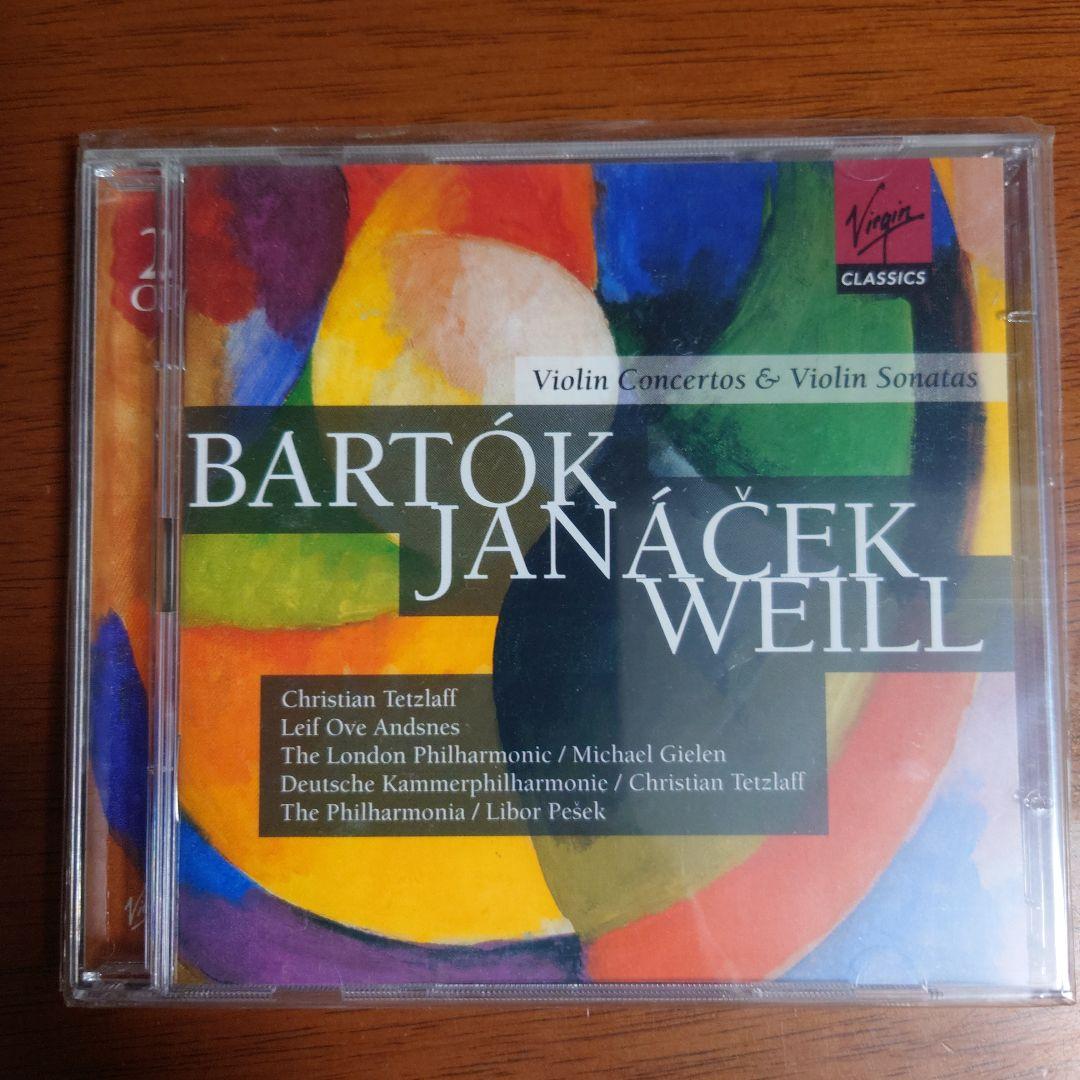 2
Virgin
CLASSICS
Violin Concertos & Violin Sonatas
BARTÓK
JANÁČEK
WEILL
Christian Tetzlaff
Leif Ove Andsnes
The London Philharmonic / Michael Gielen
Deutsche Kammerphilharmonie / Christian Tetzlaff
The Philharmonia / Libor Pešek